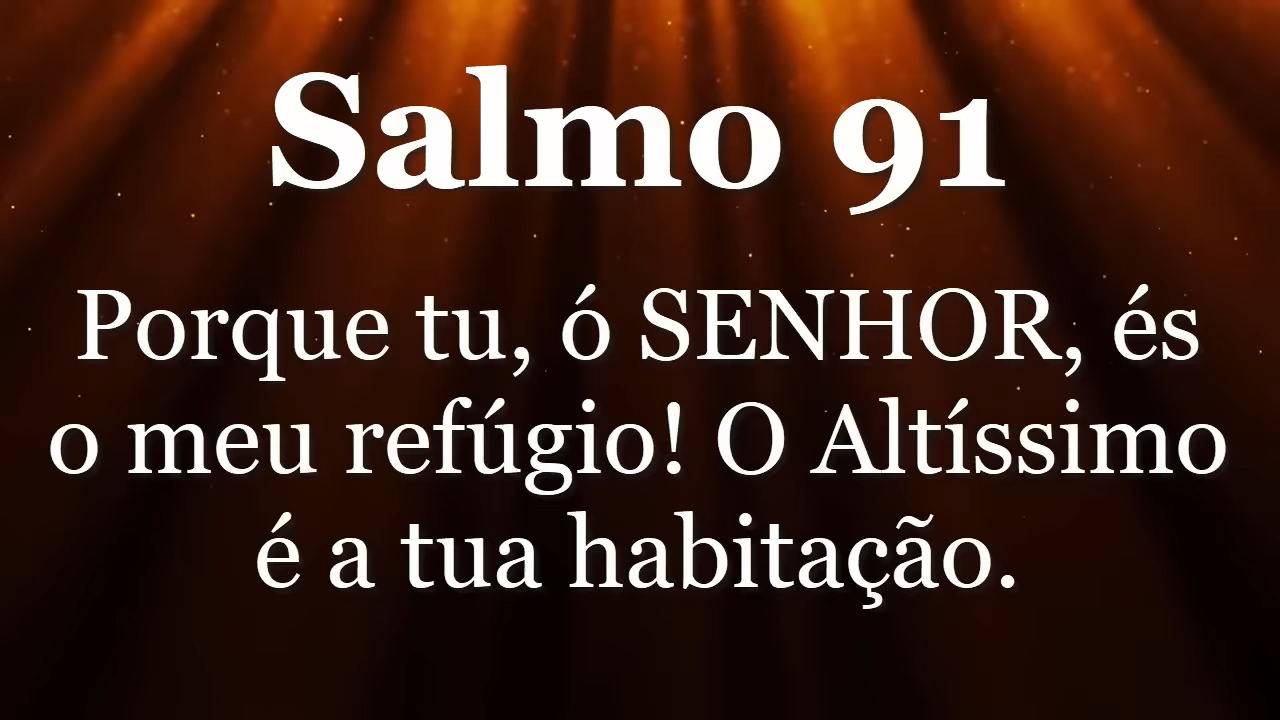 Salmo 91
Porque tu, ó SENHOR, és
o meu refúgio! O Altíssimo
é a tua habitação.